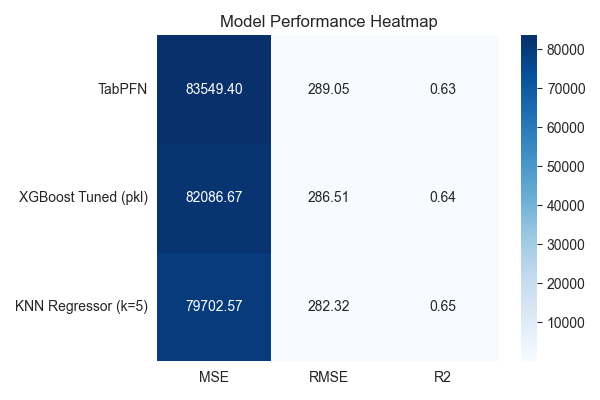 Model Performance Heatmap
TabPFN 83549.40 289.05 0.63
XGBoost Tuned (pkl) 82086.67 286.51 0.64
KNN Regressor (k=5) 79702.57 282.32 0.65
MSE RMSE R2
80000
70000
60000
50000
40000
30000
20000
10000